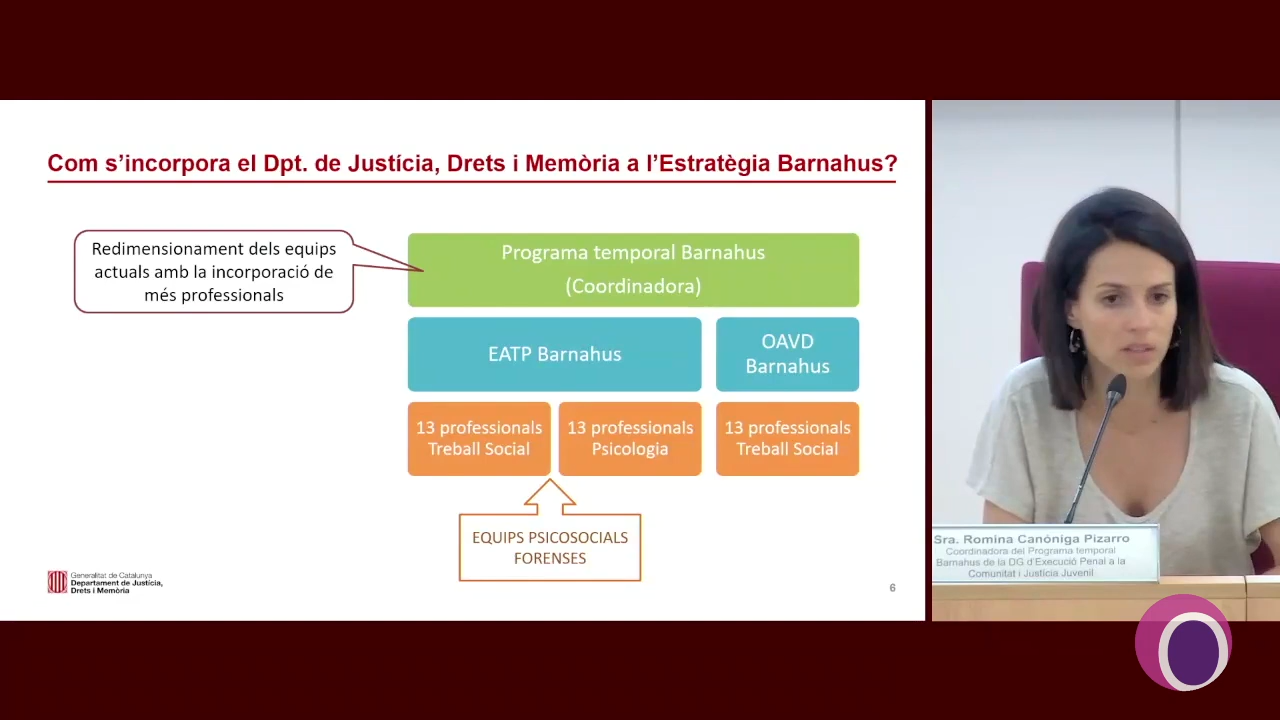 Com s'incorpora el Dpt. de Justícia, Drets i Memòria a l'Estratègia Barnahus?
Redimensionament dels equips
actuals amb la incorporació de
més professionals
Programa temporal Barnahus
(Coordinadora)
EATP Barnahus
OAVD
Barnahus
13 professionals
Treball Social
13 professionals
Psicologia
13 professionals
Treball Social
EQUIPS PSICOSOCIALS
FORENSES
Generalitat de Catalunya
Departament de Justícia,
Drets i Memòria
6
Sra. Romina Canóniga Pizarro
Coordinadora del Programa temporal
Barnahus de la DG d'Execució Penal a la
Comunitat i Justícia Juvenil